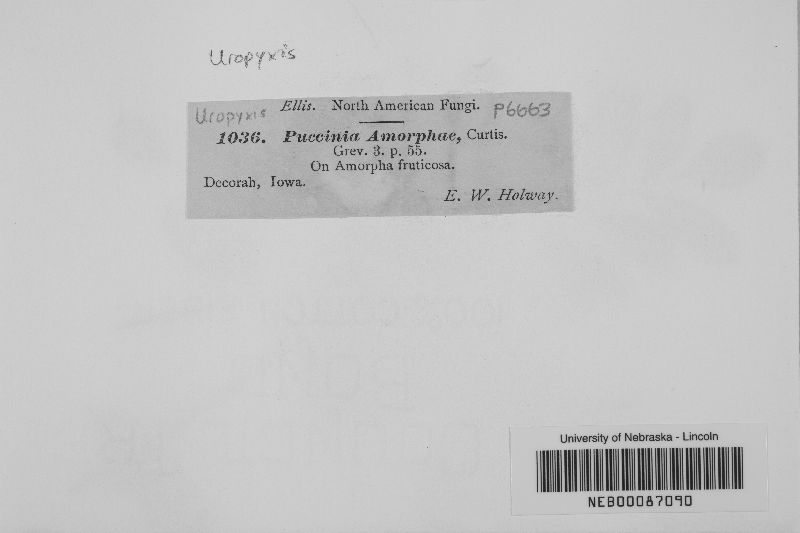 Uropyxis
Uropyxis Ellis. North American Fungi. P6663
1036. Puccinia Amorphae, Curtis.
Grev. 3. p. 55.
On Amorpha fruticosa.
Decorah, Iowa.
E. W. Holway.
University of Nebraska - Lincoln
NEB00087090